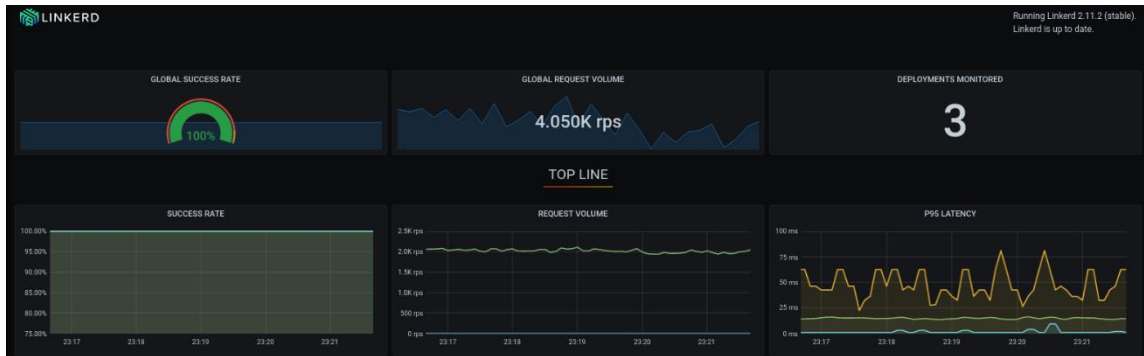 LINKERD
Running Linkerd 2.11.2 (stable).
Linkerd is up to date.
GLOBAL SUCCESS RATE
100%
GLOBAL REQUEST VOLUME
4.050K rps
DEPLOYMENTS MONITORED
3
TOP LINE
SUCCESS RATE
100.00%
95.00%
90.00%
85.00%
80.00%
75.00%
23:17 23:18 23:19 23:20 23:21
REQUEST VOLUME
2.5K rps
2.0K rps
1.5K rps
1.0K rps
500 rps
0 rps
23:17 23:18 23:19 23:20 23:21
P95 LATENCY
100 ms
75 ms
50 ms
25 ms
0 ms
23:17 23:18 23:19 23:20 23:21